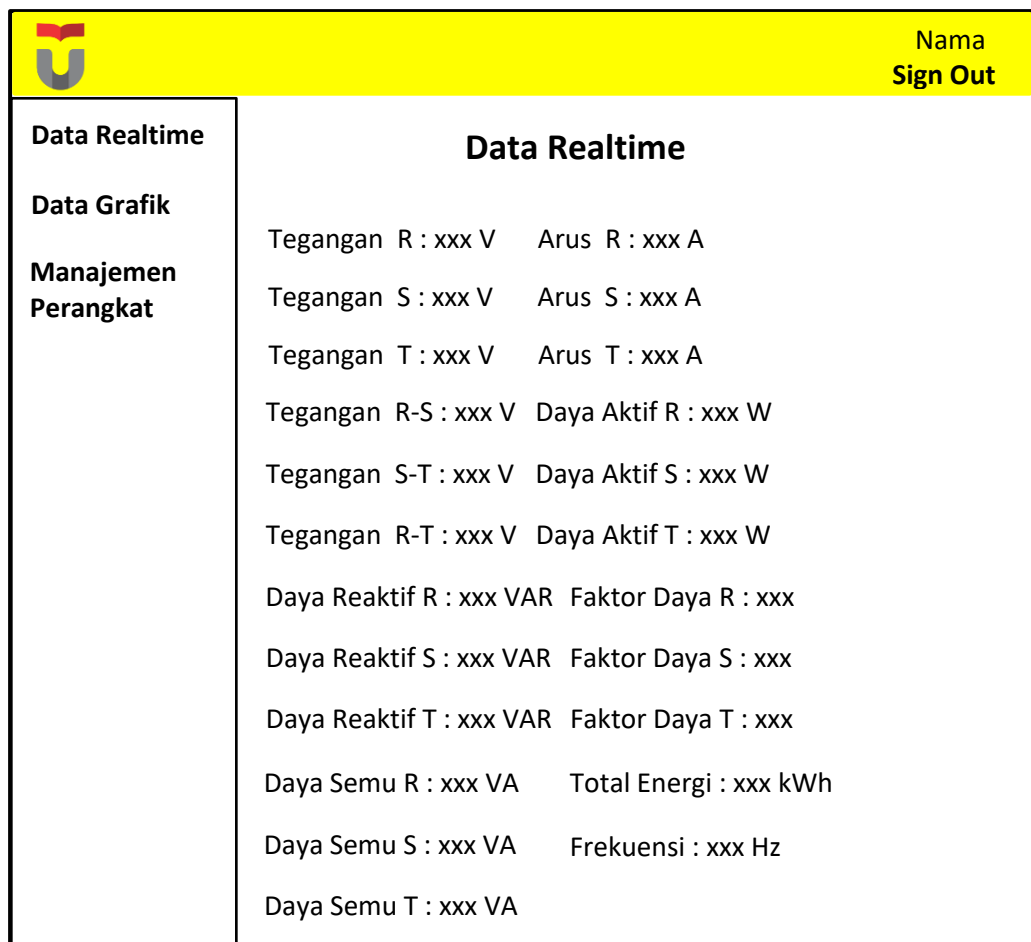 Nama
Sign Out
Data Realtime
Data Grafik
Manajemen
Perangkat
Data Realtime
Tegangan R : xxx V Arus R : xxx A
Tegangan S : xxx V Arus S : xxx A
Tegangan T : xxx V Arus T : xxx A
Tegangan R-S : xxx V Daya Aktif R : xxx W
Tegangan S-T : xxx V Daya Aktif S : xxx W
Tegangan R-T : xxx V Daya Aktif T : xxx W
Daya Reaktif R : xxx VAR Faktor Daya R : xxx
Daya Reaktif S : xxx VAR Faktor Daya S : xxx
Daya Reaktif T : xxx VAR Faktor Daya T : xxx
Daya Semu R : xxx VA Total Energi : xxx kWh
Daya Semu S : xxx VA Frekuensi : xxx Hz
Daya Semu T : xxx VA